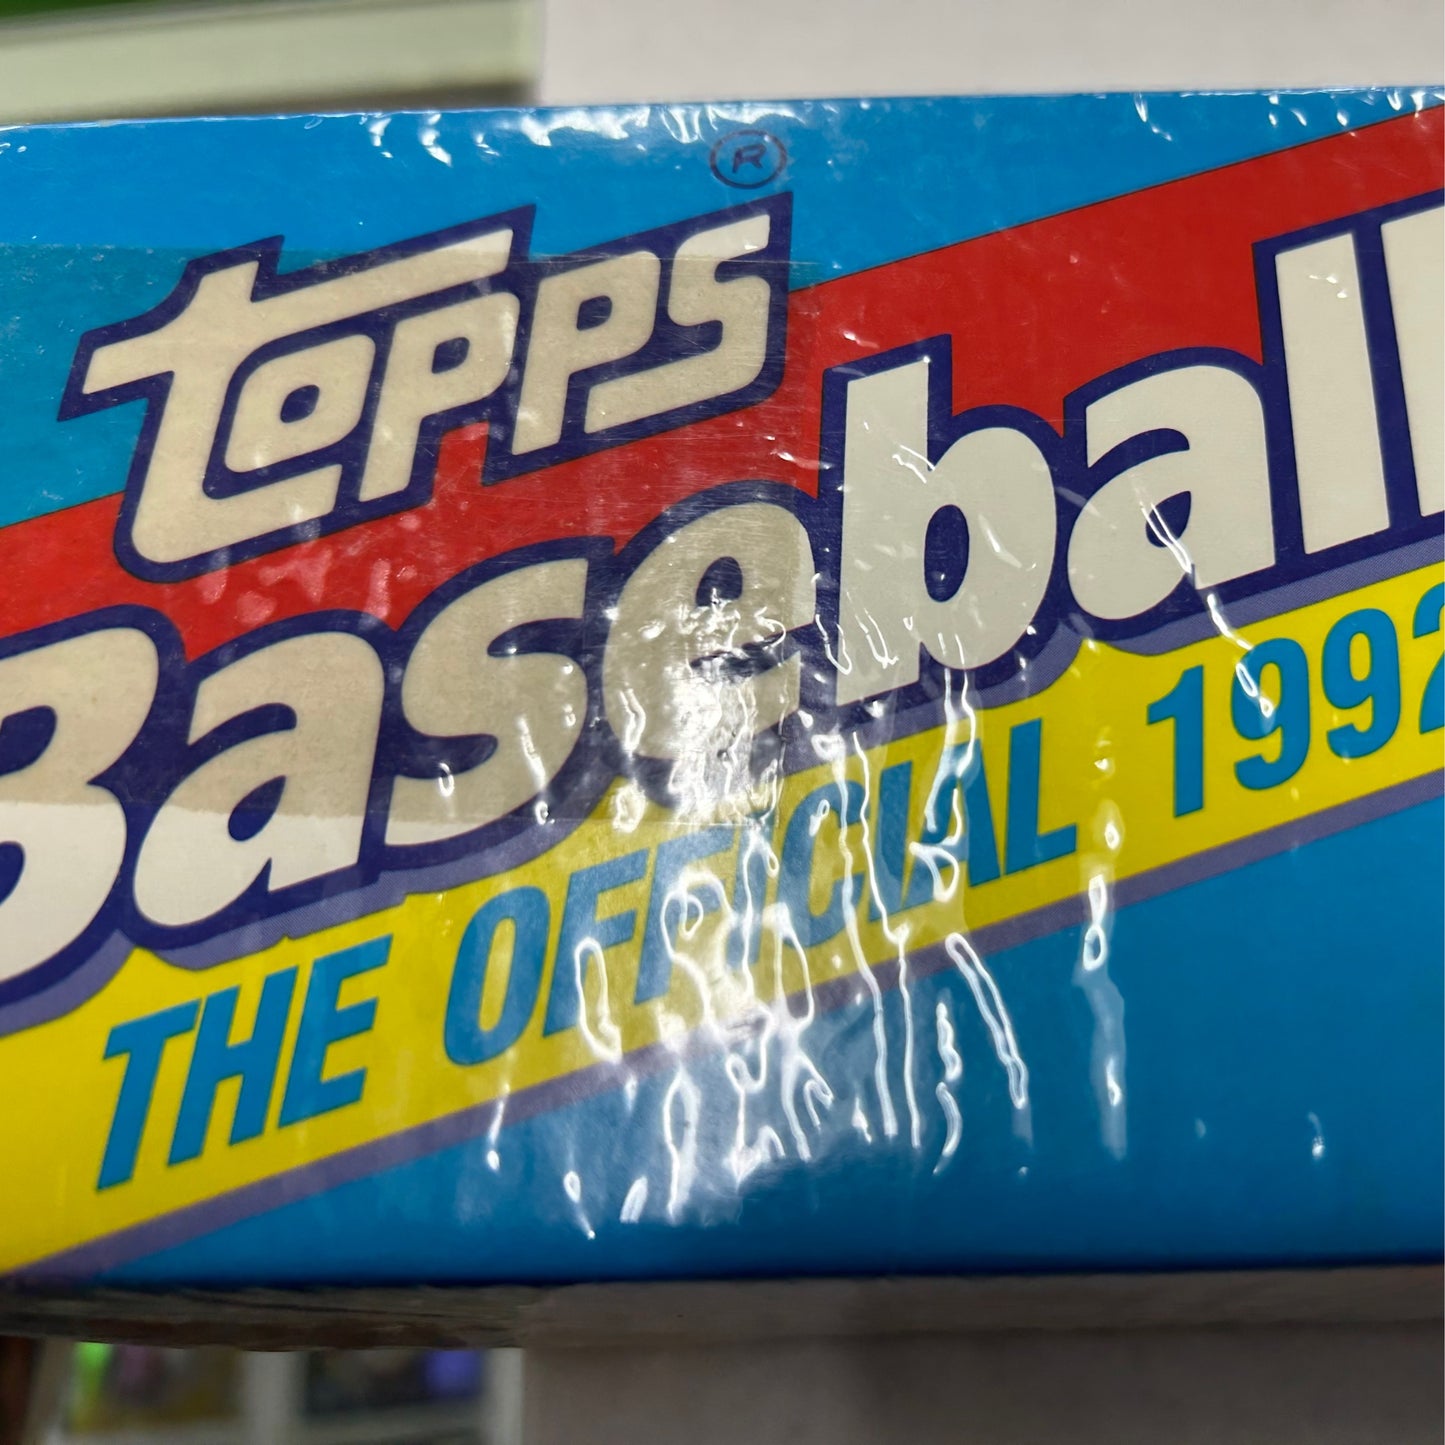 Topps®
Baseball
THE OFFICIAL 1992